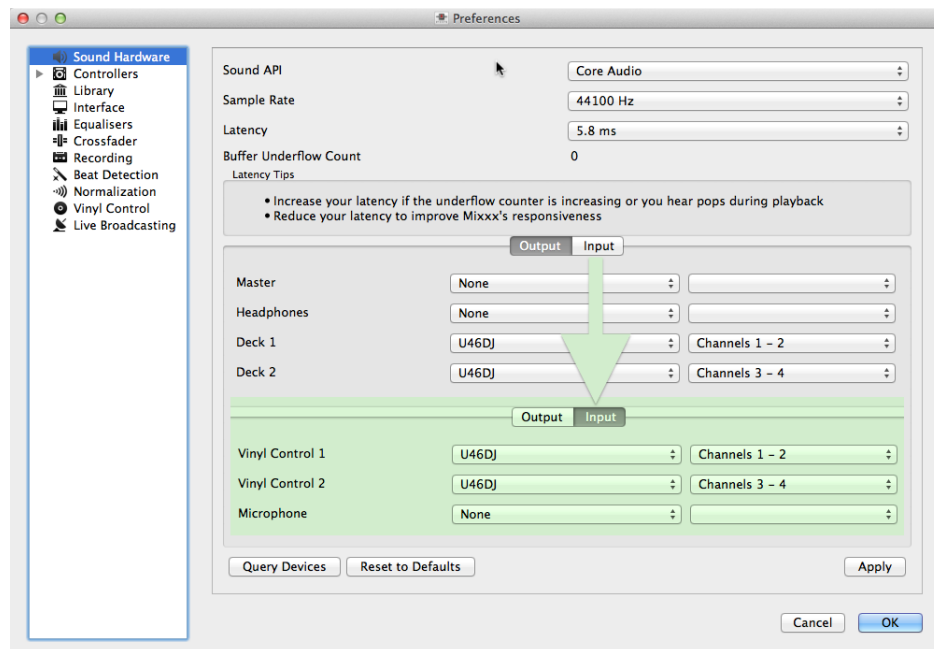 Preferences
Sound Hardware
Controllers
Library
Interface
Equalisers
Crossfader
Recording
Beat Detection
Normalization
Vinyl Control
Live Broadcasting
Sound API Core Audio
Sample Rate 44100 Hz
Latency 5.8 ms
Buffer Underflow Count 0
Latency Tips
• Increase your latency if the underflow counter is increasing or you hear pops during playback
• Reduce your latency to improve Mixxx's responsiveness
Output Input
Master None
Headphones None
Deck 1 U46DJ Channels 1 – 2
Deck 2 U46DJ Channels 3 – 4
Output Input
Vinyl Control 1 U46DJ Channels 1 – 2
Vinyl Control 2 U46DJ Channels 3 – 4
Microphone None
Query Devices Reset to Defaults Apply
Cancel OK